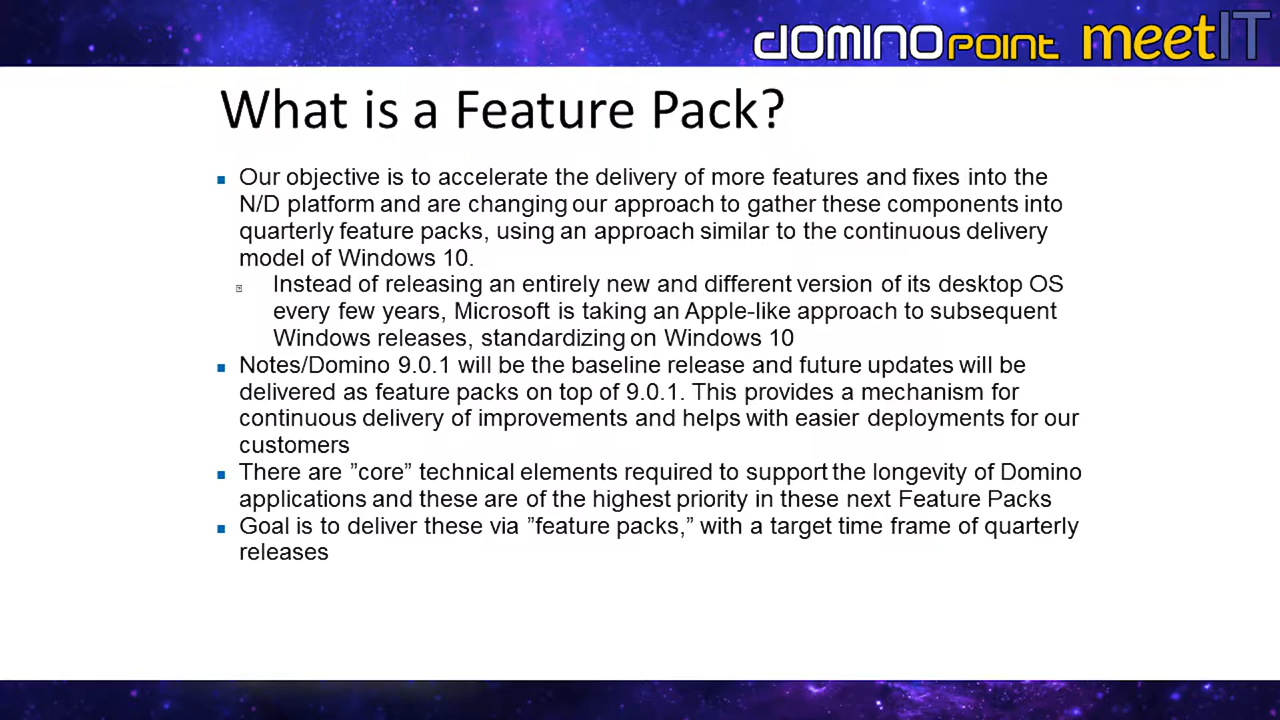 dominopoint meetIT
What is a Feature Pack?
Our objective is to accelerate the delivery of more features and fixes into the
N/D platform and are changing our approach to gather these components into
quarterly feature packs, using an approach similar to the continuous delivery
model of Windows 10.
Instead of releasing an entirely new and different version of its desktop OS
every few years, Microsoft is taking an Apple-like approach to subsequent
Windows releases, standardizing on Windows 10
Notes/Domino 9.0.1 will be the baseline release and future updates will be
delivered as feature packs on top of 9.0.1. This provides a mechanism for
continuous delivery of improvements and helps with easier deployments for our
customers
There are ”core” technical elements required to support the longevity of Domino
applications and these are of the highest priority in these next Feature Packs
Goal is to deliver these via ”feature packs,” with a target time frame of quarterly
releases